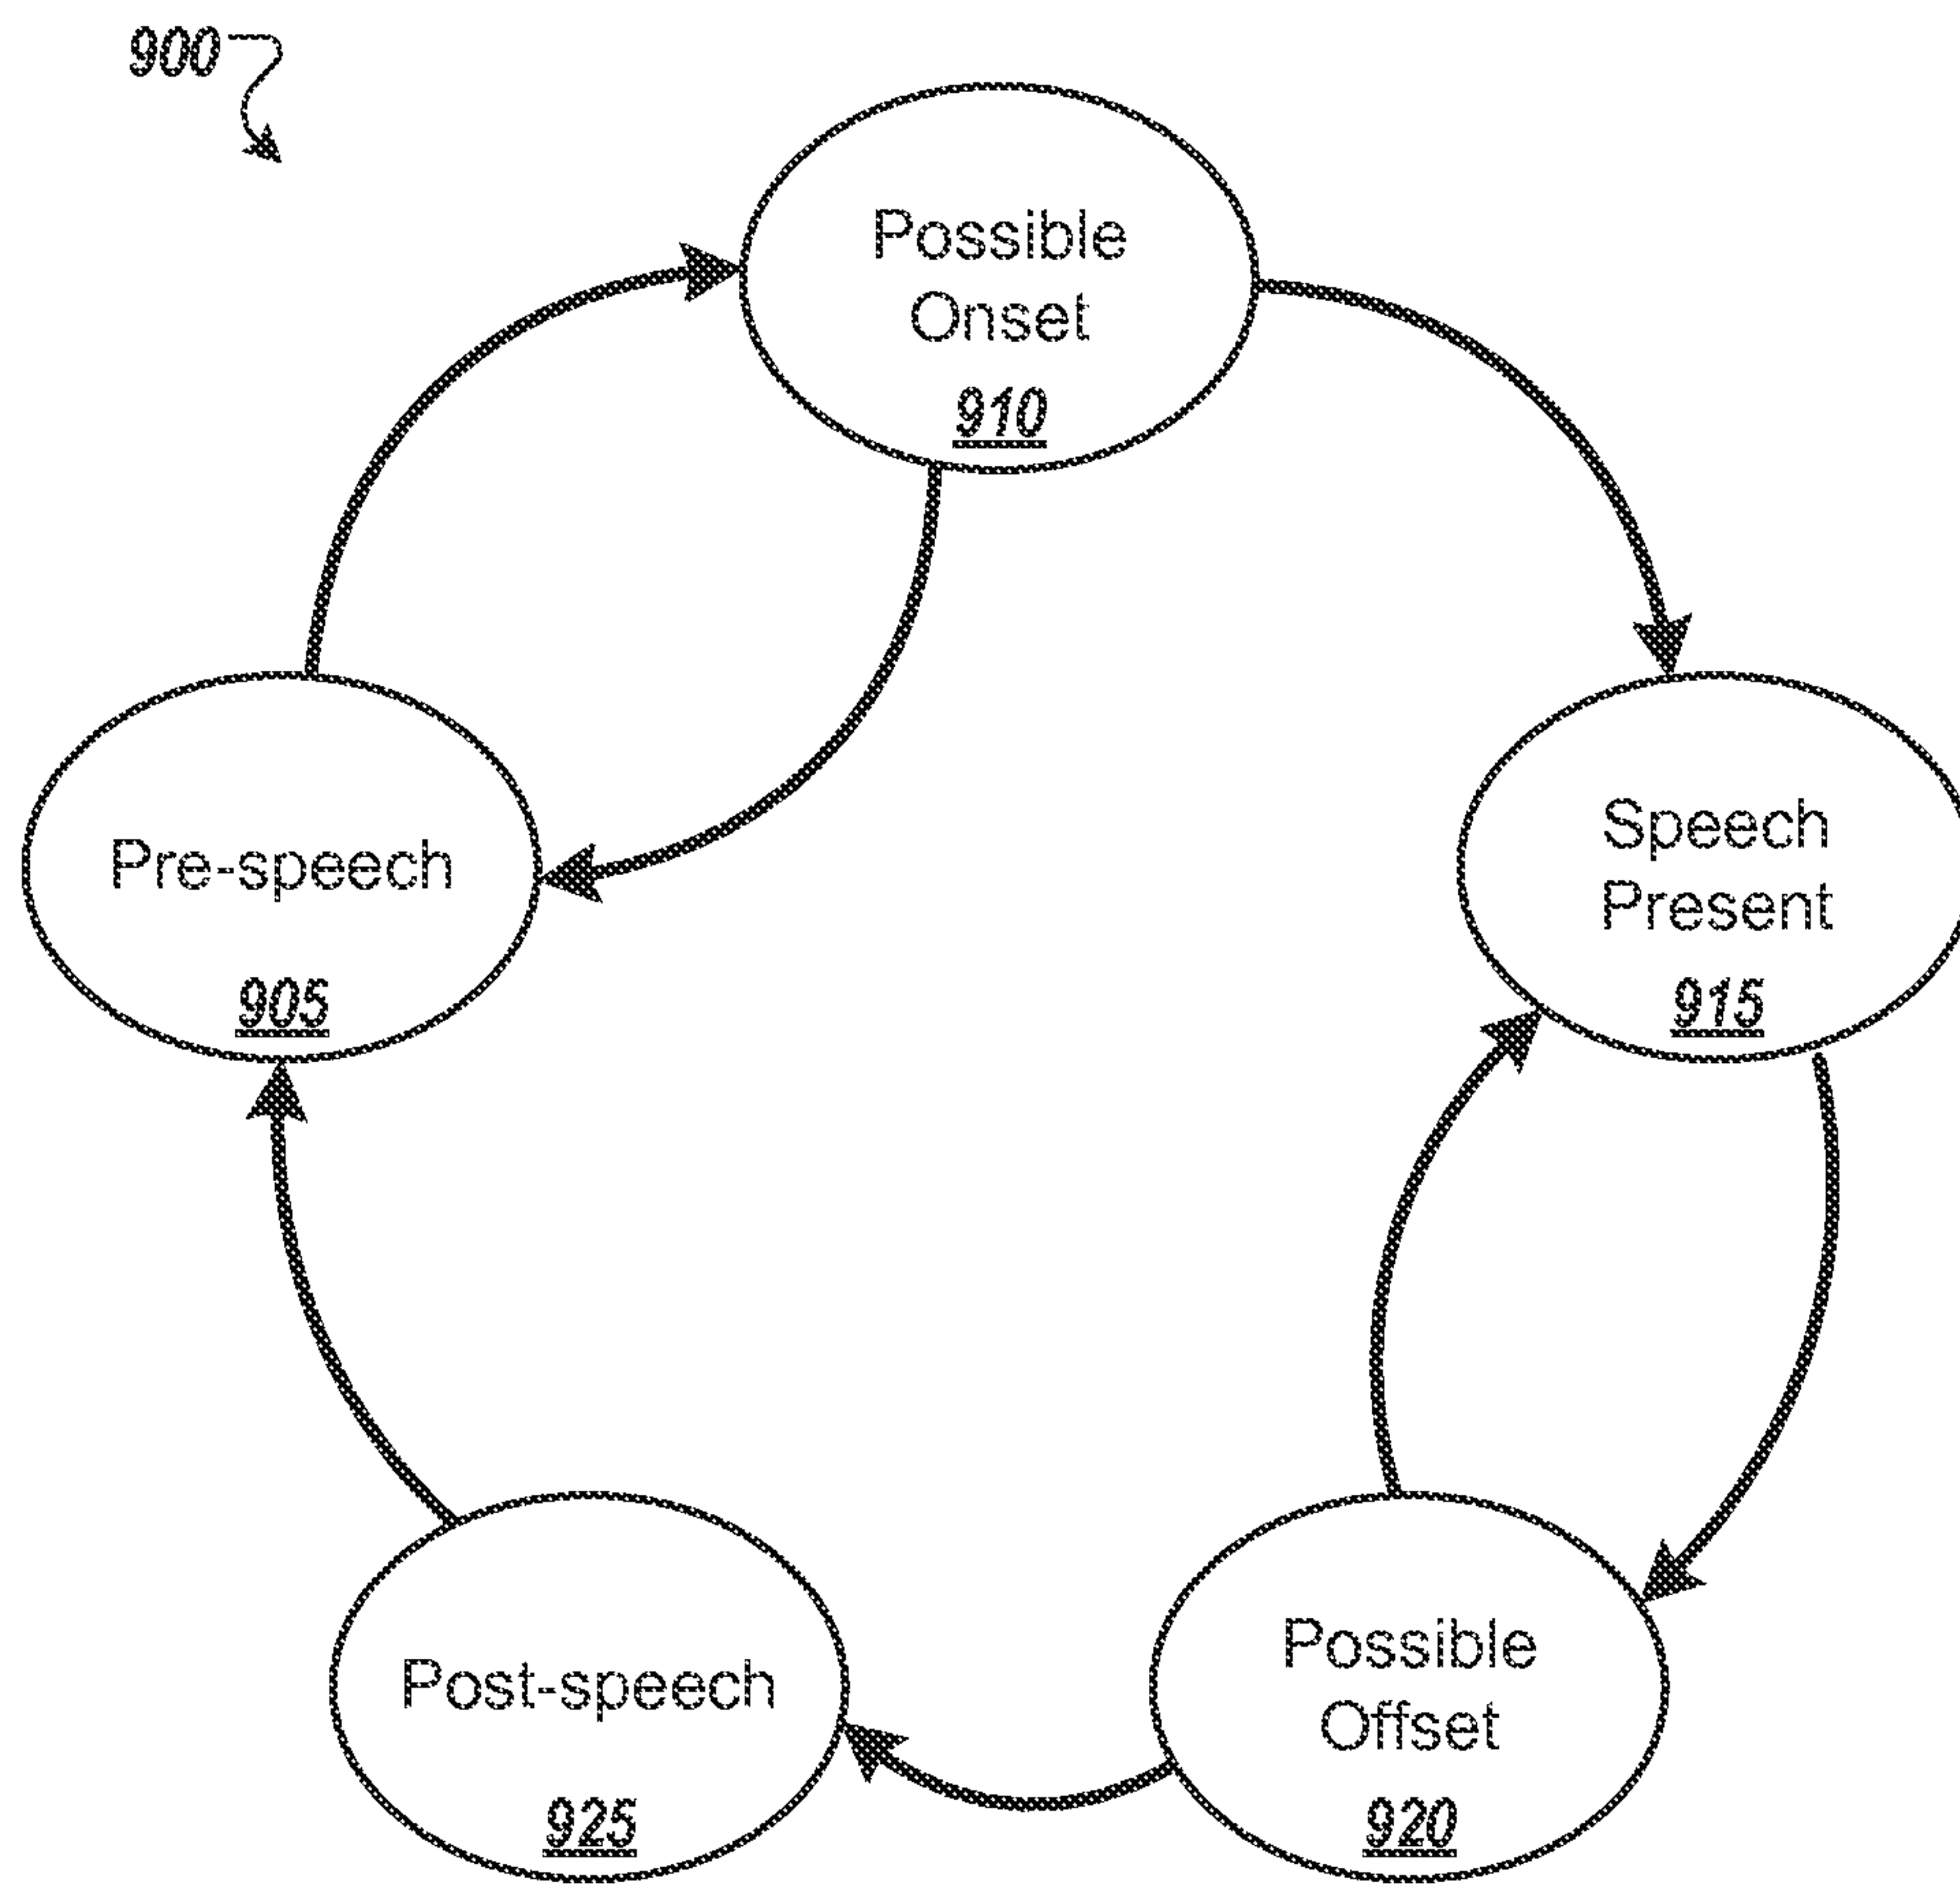 900
Possible
Onset
910
Pre-speech
905
Speech
Present
915
Post-speech
925
Possible
Offset
920